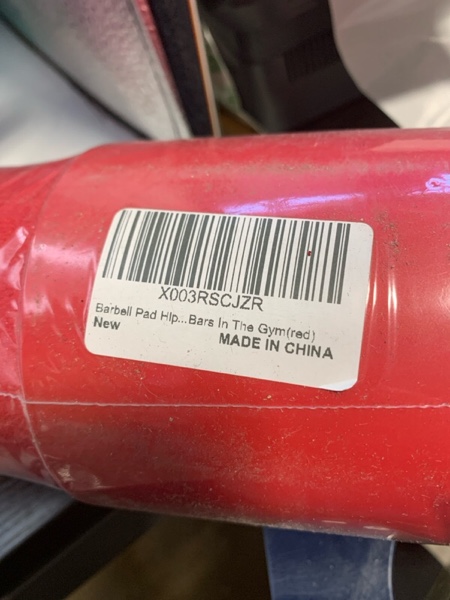 X003RSCJZR
Barbell Pad Hip...Bars In The Gym(red)
New
MADE IN CHINA